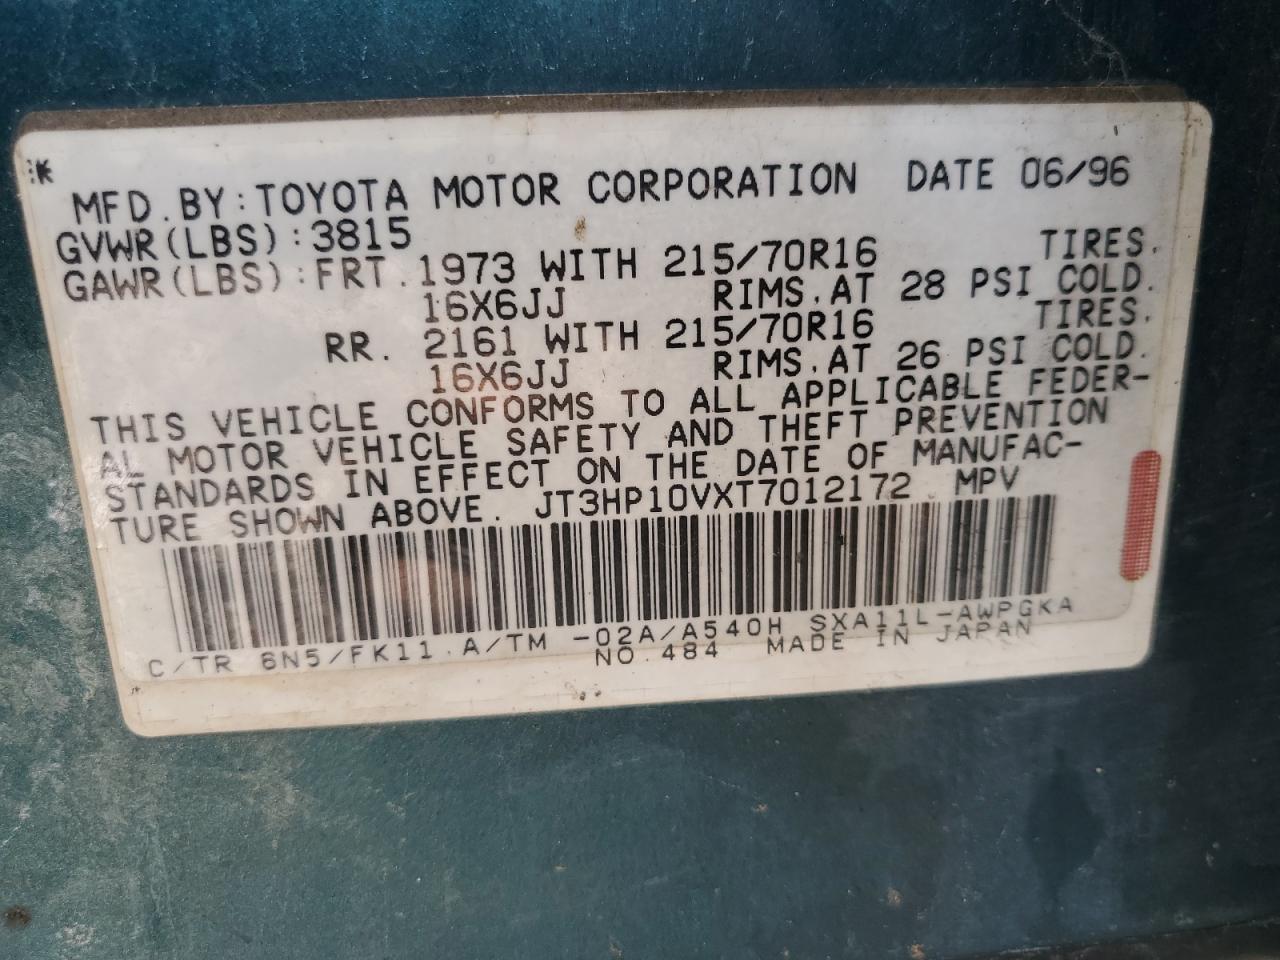 MFD.BY:TOYOTA MOTOR CORPORATION DATE 06/96
GVWR(LBS):3815
GAWR(LBS):FRT.1973 WITH 215/70R16 TIRES.
16X6JJ RIMS.AT 28 PSI COLD.
RR. 2161 WITH 215/70R16 TIRES.
16X6JJ RIMS.AT 26 PSI COLD.
THIS VEHICLE CONFORMS TO ALL APPLICABLE FEDER-
AL MOTOR VEHICLE SAFETY AND THEFT PREVENTION
STANDARDS IN EFFECT ON THE DATE OF MANUFAC-
TURE SHOWN ABOVE. JT3HP10VXT7012172 MPV
C/TR 6N5/FK11 A/TM -02A/A540H SXA11L-AWPGKA
NO.484 MADE IN JAPAN